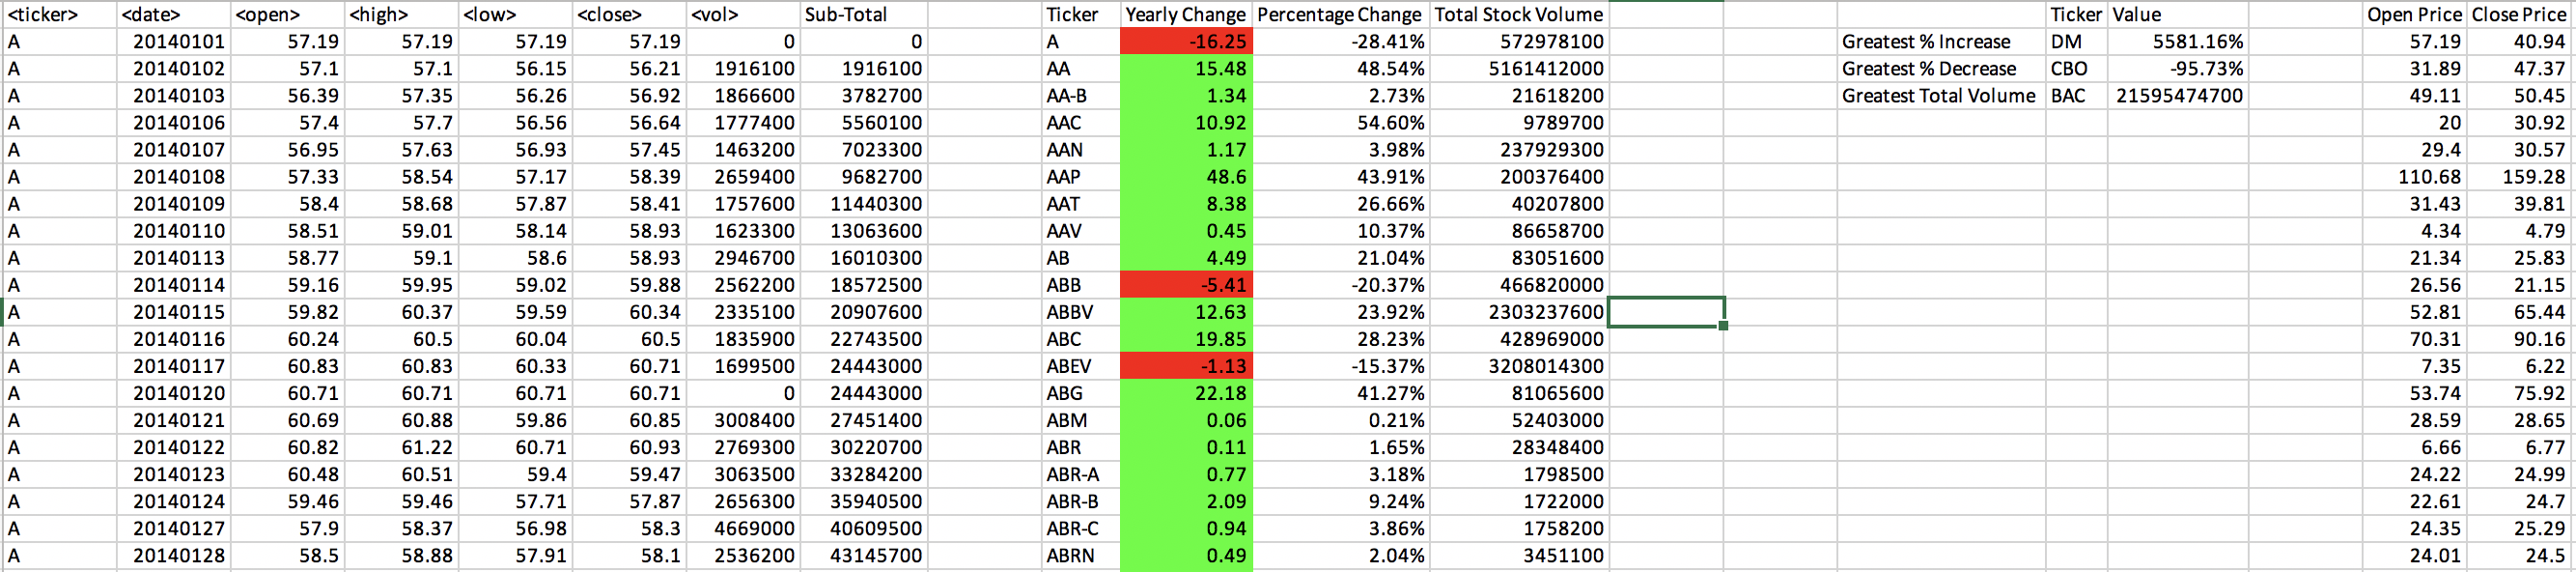 <ticker> <date> <open> <high> <low> <close> <vol> Sub-Total Ticker Yearly Change Percentage Change Total Stock Volume Ticker Value Open Price Close Price
A 20140101 57.19 57.19 57.19 57.19 0 0 A -16.25 -28.41% 572978100 Greatest % Increase DM 5581.16% 57.19 40.94
A 20140102 57.1 57.1 56.15 56.21 1916100 1916100 AA 15.48 48.54% 5161412000 Greatest % Decrease CBO -95.73% 31.89 47.37
A 20140103 56.39 57.35 56.26 56.92 1866600 3782700 AA-B 1.34 2.73% 21618200 Greatest Total Volume BAC 21595474700 49.11 50.45
A 20140106 57.4 57.7 56.56 56.64 1777400 5560100 AAC 10.92 54.60% 9789700 20 30.92
A 20140107 56.95 57.63 56.93 57.45 1463200 7023300 AAN 1.17 3.98% 237929300 29.4 30.57
A 20140108 57.33 58.54 57.17 58.39 2659400 9682700 AAP 48.6 43.91% 200376400 110.68 159.28
A 20140109 58.4 58.68 57.87 58.41 1757600 11440300 AAT 8.38 26.66% 40207800 31.43 39.81
A 20140110 58.51 59.01 58.14 58.93 1623300 13063600 AAV 0.45 10.37% 86658700 4.34 4.79
A 20140113 58.77 59.1 58.6 58.93 2946700 16010300 AB 4.49 21.04% 83051600 21.34 25.83
A 20140114 59.16 59.95 59.02 59.88 2562200 18572500 ABB -5.41 -20.37% 466820000 26.56 21.15
A 20140115 59.82 60.37 59.59 60.34 2335100 20907600 ABBV 12.63 23.92% 2303237600 52.81 65.44
A 20140116 60.24 60.5 60.04 60.5 1835900 22743500 ABC 19.85 28.23% 428969000 70.31 90.16
A 20140117 60.83 60.83 60.33 60.71 1699500 24443000 ABEV -1.13 -15.37% 3208014300 7.35 6.22
A 20140120 60.71 60.71 60.71 60.71 0 24443000 ABG 22.18 41.27% 81065600 53.74 75.92
A 20140121 60.69 60.88 59.86 60.85 3008400 27451400 ABM 0.06 0.21% 52403000 28.59 28.65
A 20140122 60.82 61.22 60.71 60.93 2769300 30220700 ABR 0.11 1.65% 28348400 6.66 6.77
A 20140123 60.48 60.51 59.4 59.47 3063500 33284200 ABR-A 0.77 3.18% 1798500 24.22 24.99
A 20140124 59.46 59.46 57.71 57.87 2656300 35940500 ABR-B 2.09 9.24% 1722000 22.61 24.7
A 20140127 57.9 58.37 56.98 58.3 4669000 40609500 ABR-C 0.94 3.86% 1758200 24.35 25.29
A 20140128 58.5 58.88 57.91 58.1 2536200 43145700 ABRN 0.49 2.04% 3451100 24.01 24.5